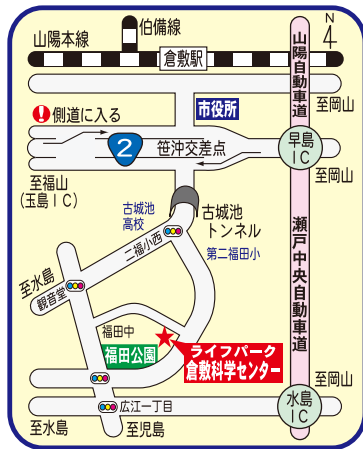 伯備線
山陽本線
倉敷駅
N
山陽自動車道
至岡山
市役所
側道に入る
2
笹沖交差点
早島
IC
至岡山
至福山
(玉島IC)
古城池
高校
古城池
トンネル
二福小西
第二福田小
瀬戸中央自動車道
至水島
観音堂
福田中
福田公園
ライフパーク
倉敷科学センター
至岡山
水島
IC
広江一丁目
至水島
至児島